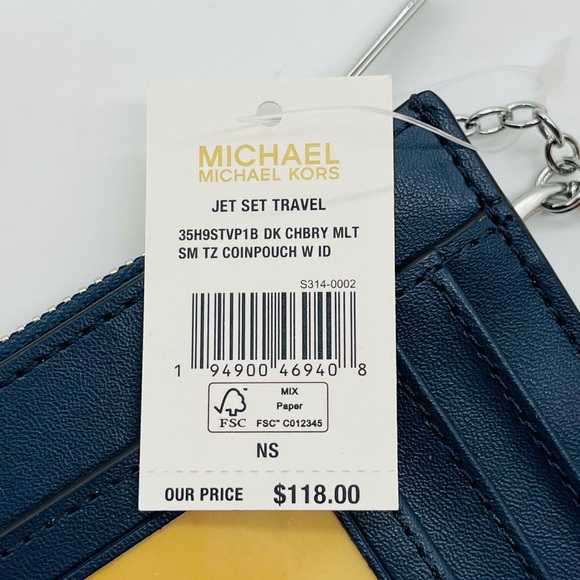 MICHAEL
MICHAEL KORS
JET SET TRAVEL
35H9STVP1B DK CHBRY MLT
SM TZ COINPOUCH W ID
S314-0002
1 94900 46940 8
FSC
MIX
Paper
FSC™ C012345
NS
OUR PRICE $118.00